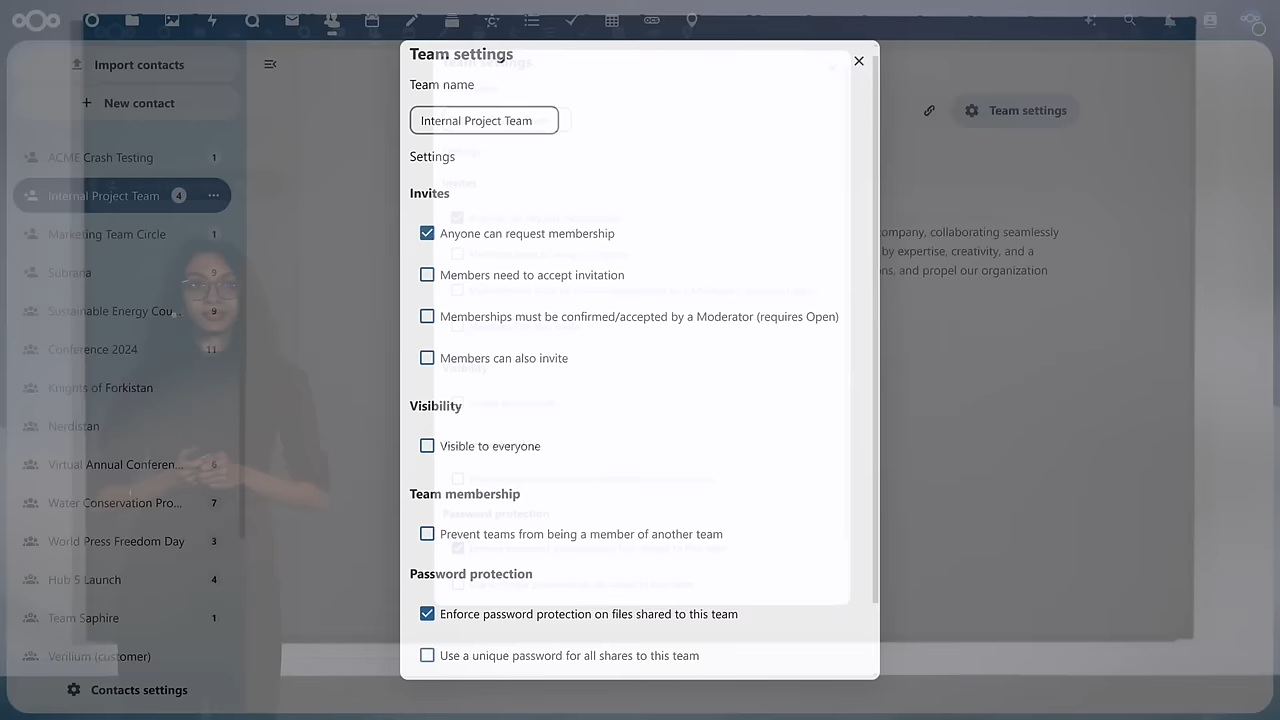 Import contacts
New contact
ACME Crash Testing 1
Internal Project Team 4
Marketing Team Circle 1
Subrana 9
Sustainable Energy Cou... 9
Conference 2024 11
Knights of Forkistan
Nerdistan
Virtual Annual Conferen... 6
Water Conservation Pro... 7
World Press Freedom Day 3
Hub 5 Launch 4
Team Saphire 1
Verilium (customer)
Contacts settings
Team settings
Team name
Internal Project Team
Settings
Invites
Anyone can request membership
Members need to accept invitation
Memberships must be confirmed/accepted by a Moderator (requires Open)
Members can also invite
Visibility
Visible to everyone
Team membership
Prevent teams from being a member of another team
Password protection
Enforce password protection on files shared to this team
Use a unique password for all shares to this team
Team settings
company, collaborating seamlessly
by expertise, creativity, and a
ns, and propel our organization